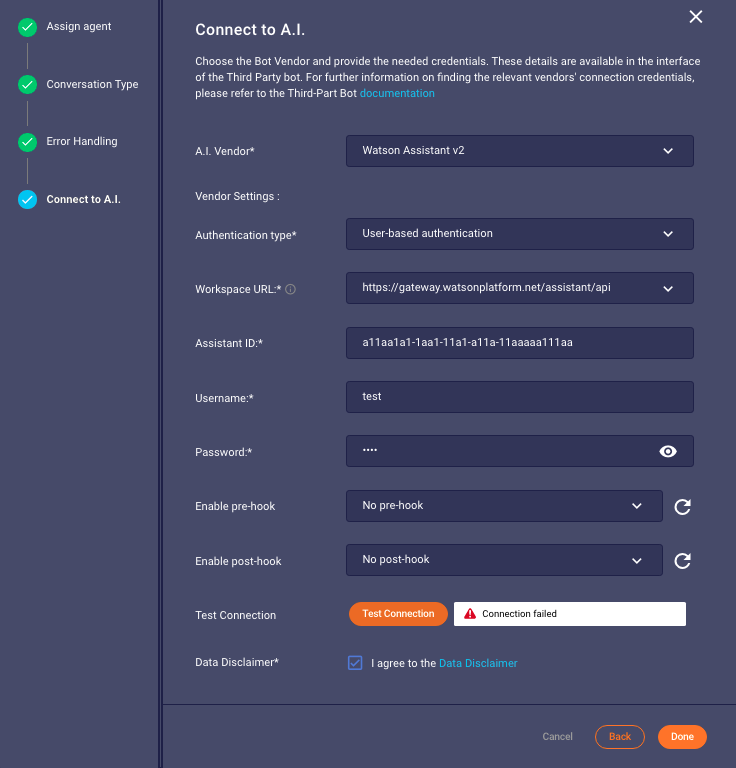 Assign agent
Conversation Type
Error Handling
Connect to A.I.
Connect to A.I.
Choose the Bot Vendor and provide the needed credentials. These details are available in the interface
of the Third Party bot. For further information on finding the relevant vendors' connection credentials,
please refer to the Third-Part Bot documentation
A.I. Vendor* Watson Assistant v2
Vendor Settings :
Authentication type* User-based authentication
Workspace URL:* https://gateway.watsonplatform.net/assistant/api
Assistant ID:* a11aa1a1-1aa1-11a1-a11a-11aaaaa111aa
Username:* test
Password:* ••••
Enable pre-hook No pre-hook
Enable post-hook No post-hook
Test Connection Test Connection Connection failed
Data Disclaimer* I agree to the Data Disclaimer
Cancel Back Done